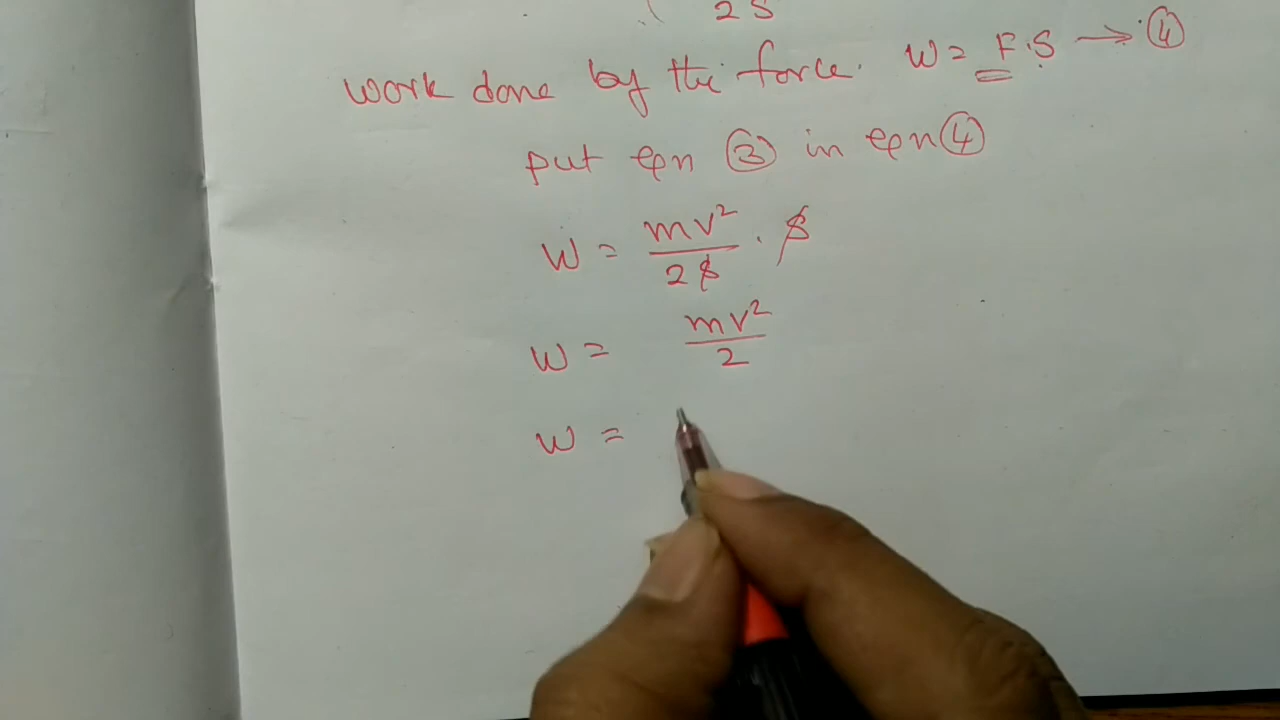 2S
work done by the force. W = F.S → ④
put eqn ③ in eqn ④
W = mv²/2s . s
W = mv²/2
W =